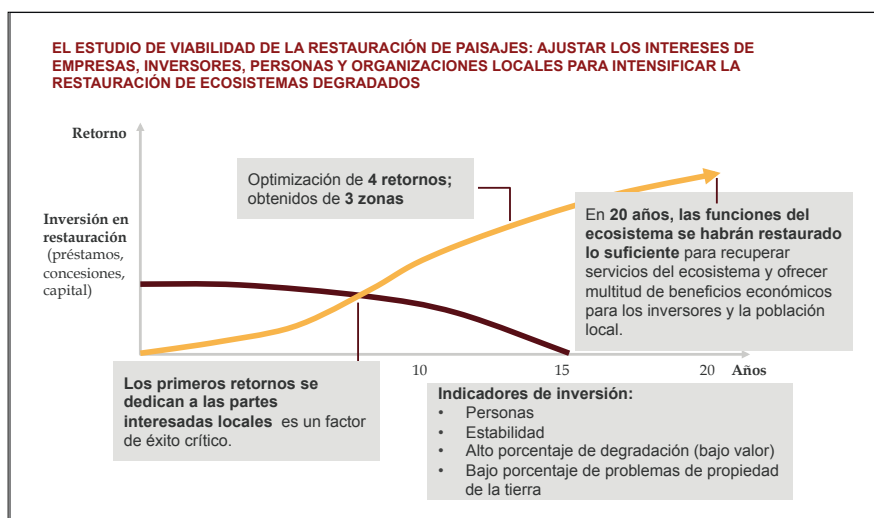 EL ESTUDIO DE VIABILIDAD DE LA RESTAURACIÓN DE PAISAJES: AJUSTAR LOS INTERESES DE
EMPRESAS, INVERSORES, PERSONAS Y ORGANIZACIONES LOCALES PARA INTENSIFICAR LA
RESTAURACIÓN DE ECOSISTEMAS DEGRADADOS
Retorno
Inversión en
restauración
(préstamos,
concesiones,
capital)
Optimización de 4 retornos;
obtenidos de 3 zonas
En 20 años, las funciones del
ecosistema se habrán restaurado
lo suficiente para recuperar
servicios del ecosistema y ofrecer
multitud de beneficios económicos
para los inversores y la población
local.
10 15 20 Años
Los primeros retornos se
dedican a las partes
interesadas locales es un factor
de éxito crítico.
Indicadores de inversión:
• Personas
• Estabilidad
• Alto porcentaje de degradación (bajo valor)
• Bajo porcentaje de problemas de propiedad
de la tierra